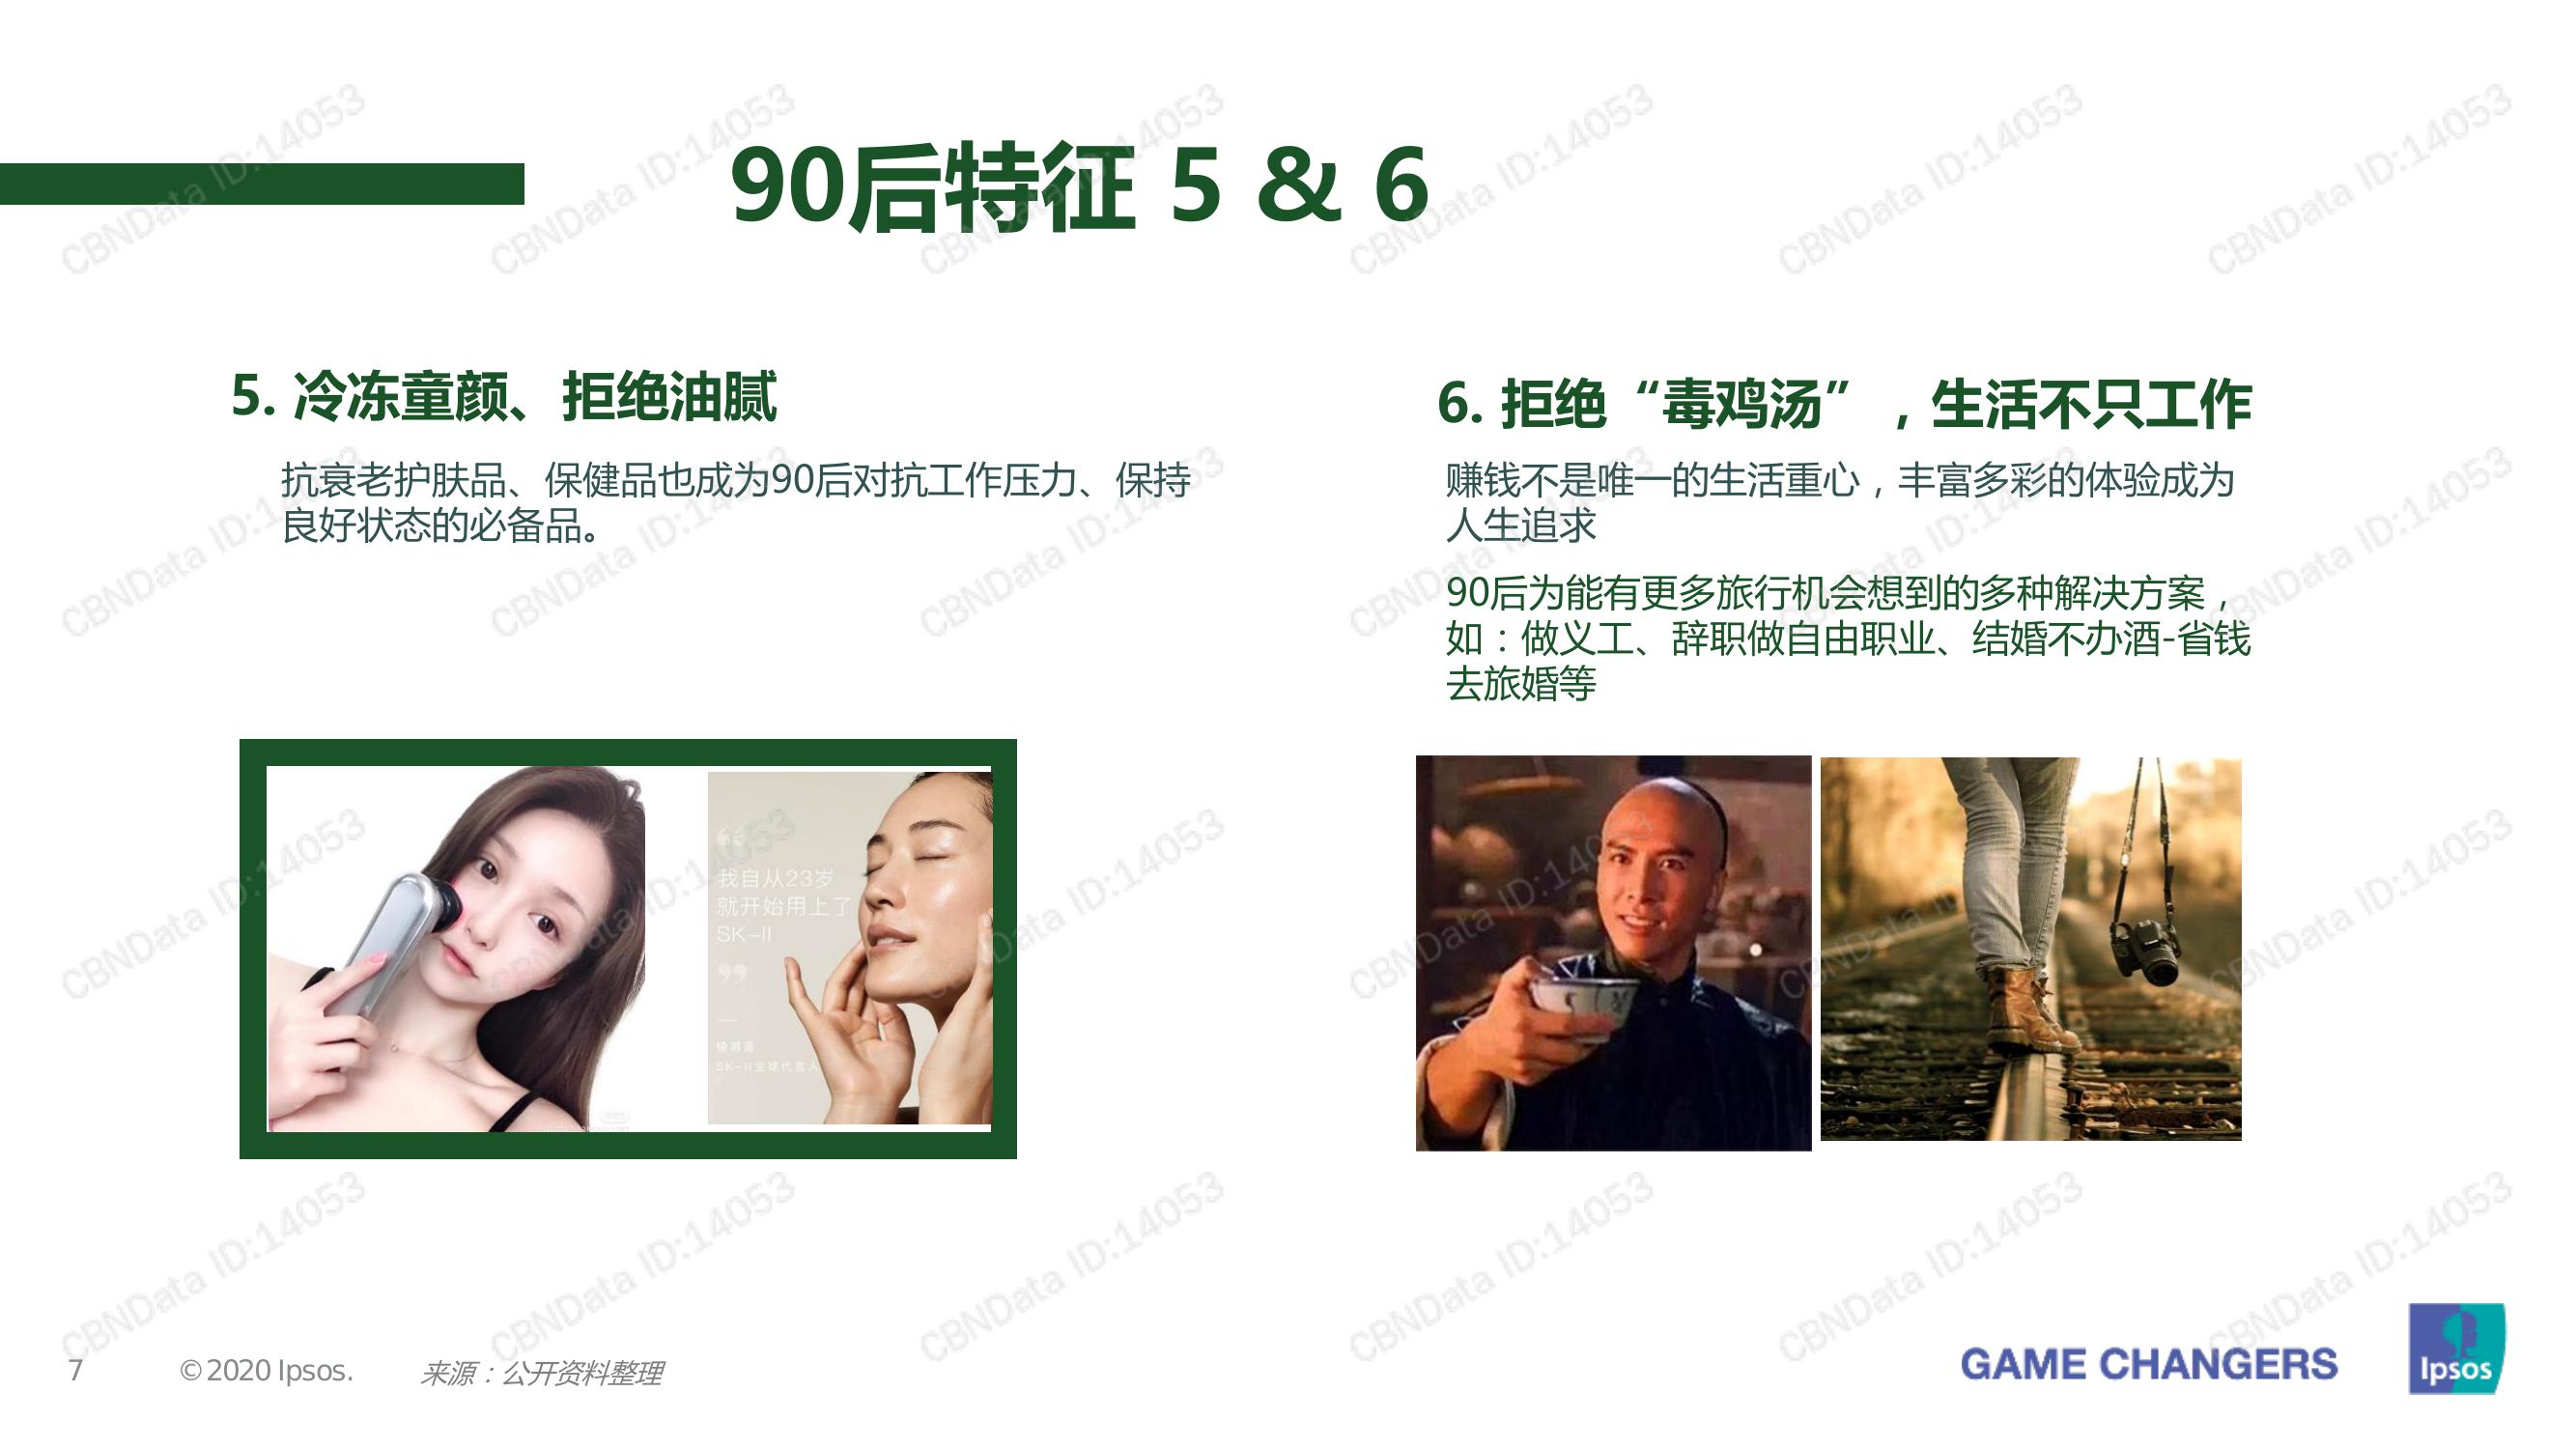 90后特征 5 & 6
5. 冷冻童颜、拒绝油腻
抗衰老护肤品、保健品也成为90后对抗工作压力、保持
良好状态的必备品。
6. 拒绝“毒鸡汤”，生活不只工作
赚钱不是唯一的生活重心，丰富多彩的体验成为
人生追求
90后为能有更多旅行机会想到的多种解决方案，
如：做义工、辞职做自由职业、结婚不办酒-省钱
去旅婚等
“
我自从23岁
就开始用上了
SK-II
”
SK-II全球代言人
7
©2020 Ipsos.
来源：公开资料整理
GAME CHANGERS
Ipsos
CBNData ID:14053